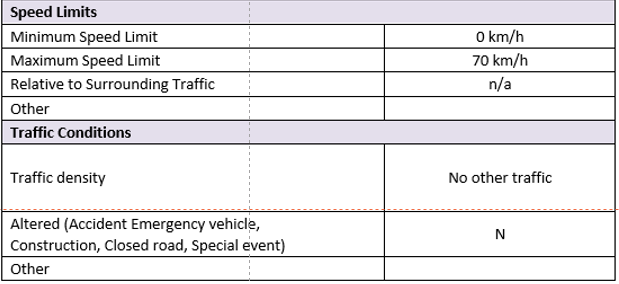 Speed Limits
Minimum Speed Limit 0 km/h
Maximum Speed Limit 70 km/h
Relative to Surrounding Traffic n/a
Other
Traffic Conditions
Traffic density No other traffic
Altered (Accident Emergency vehicle,
Construction, Closed road, Special event) N
Other